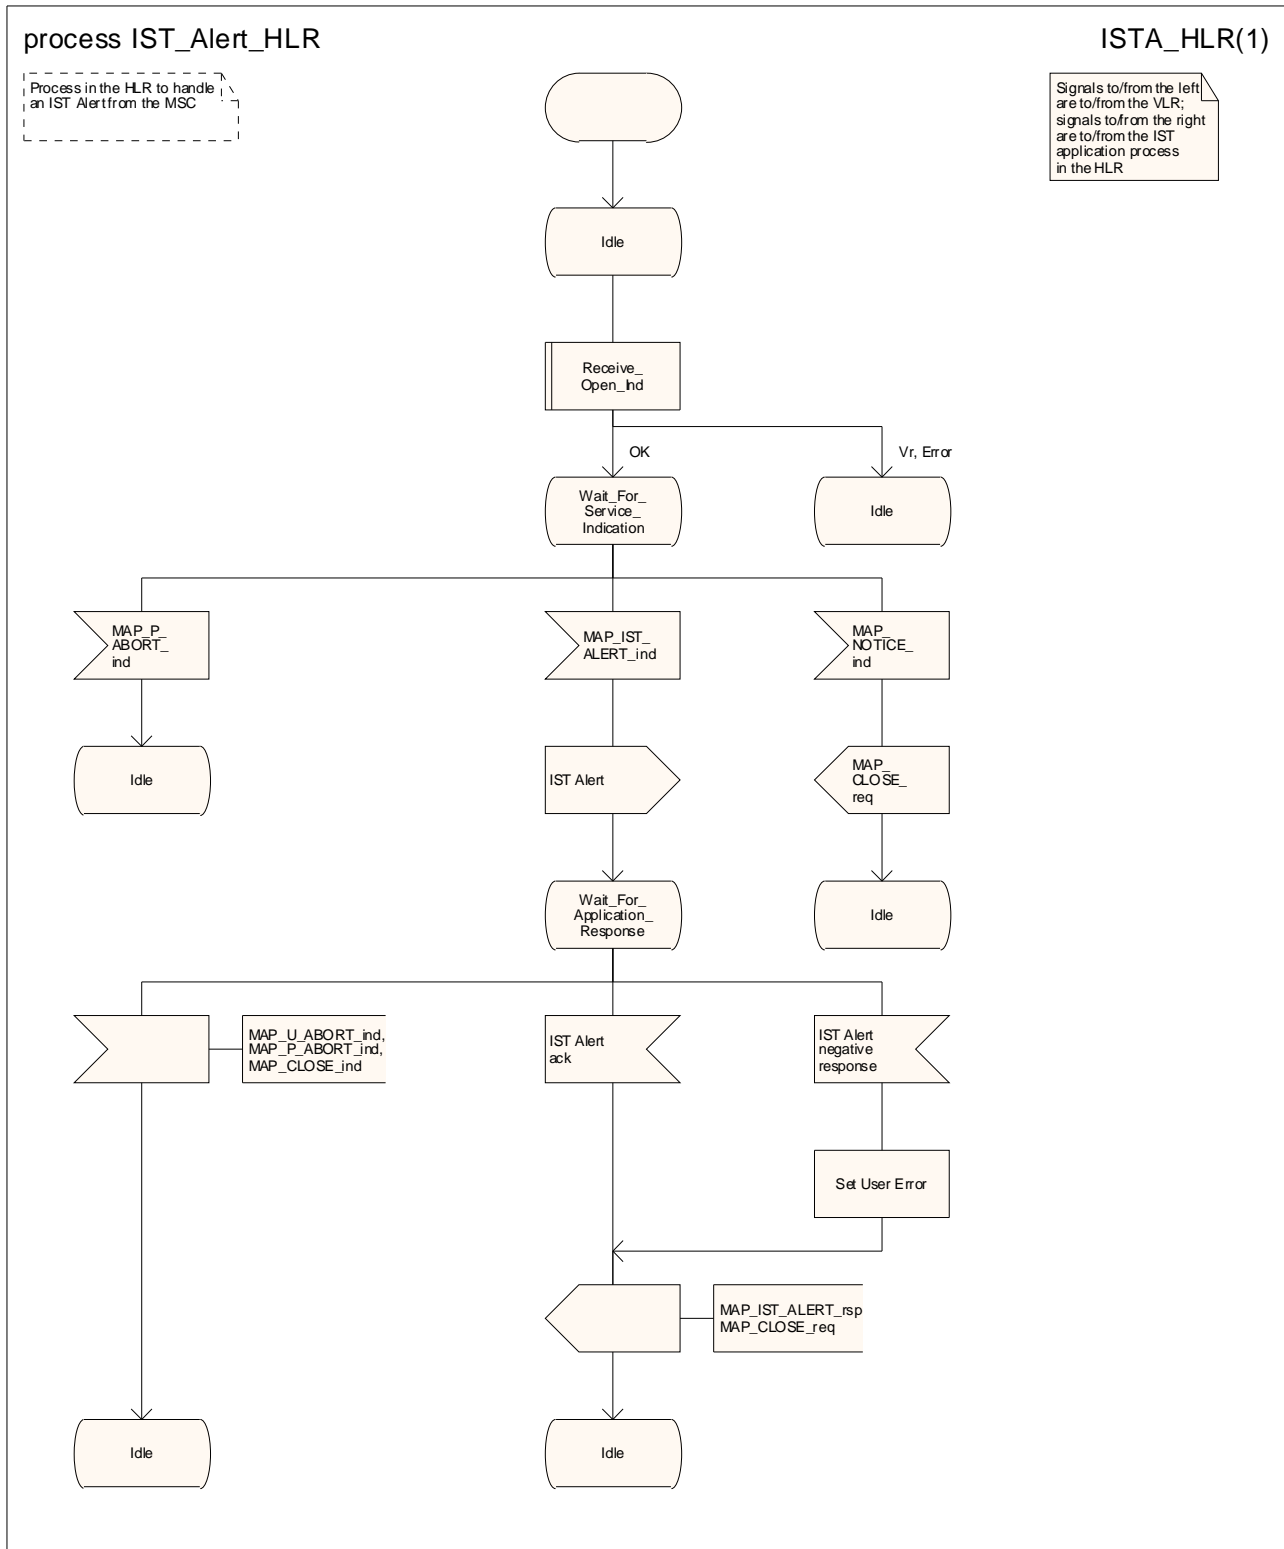 process IST_Alert_HLR
ISTA_HLR(1)
Process in the HLR to handle
an IST Alert from the MSC
Signals to/from the left
are to/from the VLR;
signals to/from the right
are to/from the IST
application process
in the HLR
Idle
Receive_
Open_Ind
OK
Vr, Error
Wait_For_
Service_
Indication
Idle
MAP_P_
ABORT_
ind
MAP_IST_
ALERT_ind
MAP_
NOTICE_
ind
Idle
IST Alert
MAP_
CLOSE_
req
Wait_For_
Application_
Response
Idle
MAP_U_ABORT_ind,
MAP_P_ABORT_ind,
MAP_CLOSE_ind
IST Alert
ack
IST Alert
negative
response
Set User Error
MAP_IST_ALERT_rsp
MAP_CLOSE_req
Idle
Idle